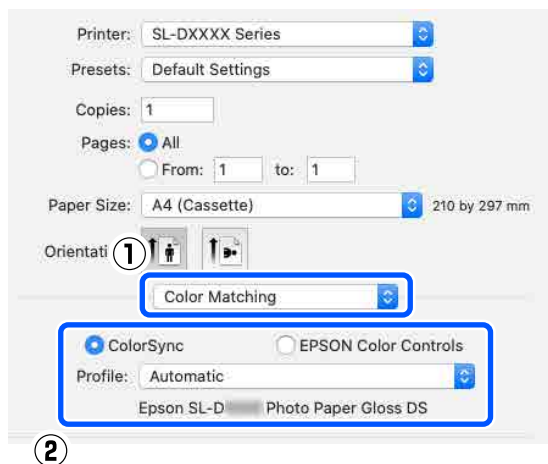 Printer: SL-DXXXX Series
Presets: Default Settings
Copies: 1
Pages: All
From: 1 to: 1
Paper Size: A4 (Cassette) 210 by 297 mm
Orientati
①
Color Matching
ColorSync EPSON Color Controls
Profile: Automatic
Epson SL-D Photo Paper Gloss DS
②